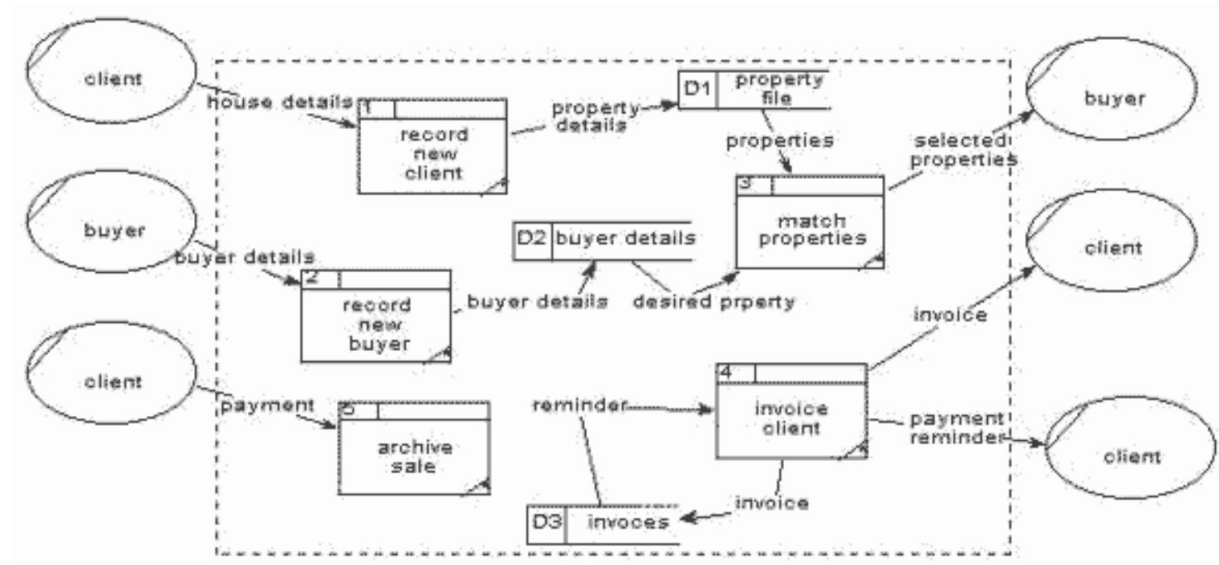 client
house details
1
record
new
client
property
details
D1
property
file
properties
3
match
properties
selected
properties
buyer
buyer
buyer details
2
record
new
buyer
buyer details
D2
buyer details
desired prperty
client
invoice
client
payment
5
archive
sale
reminder
4
invoice
client
payment
reminder
client
invoice
D3
invoces